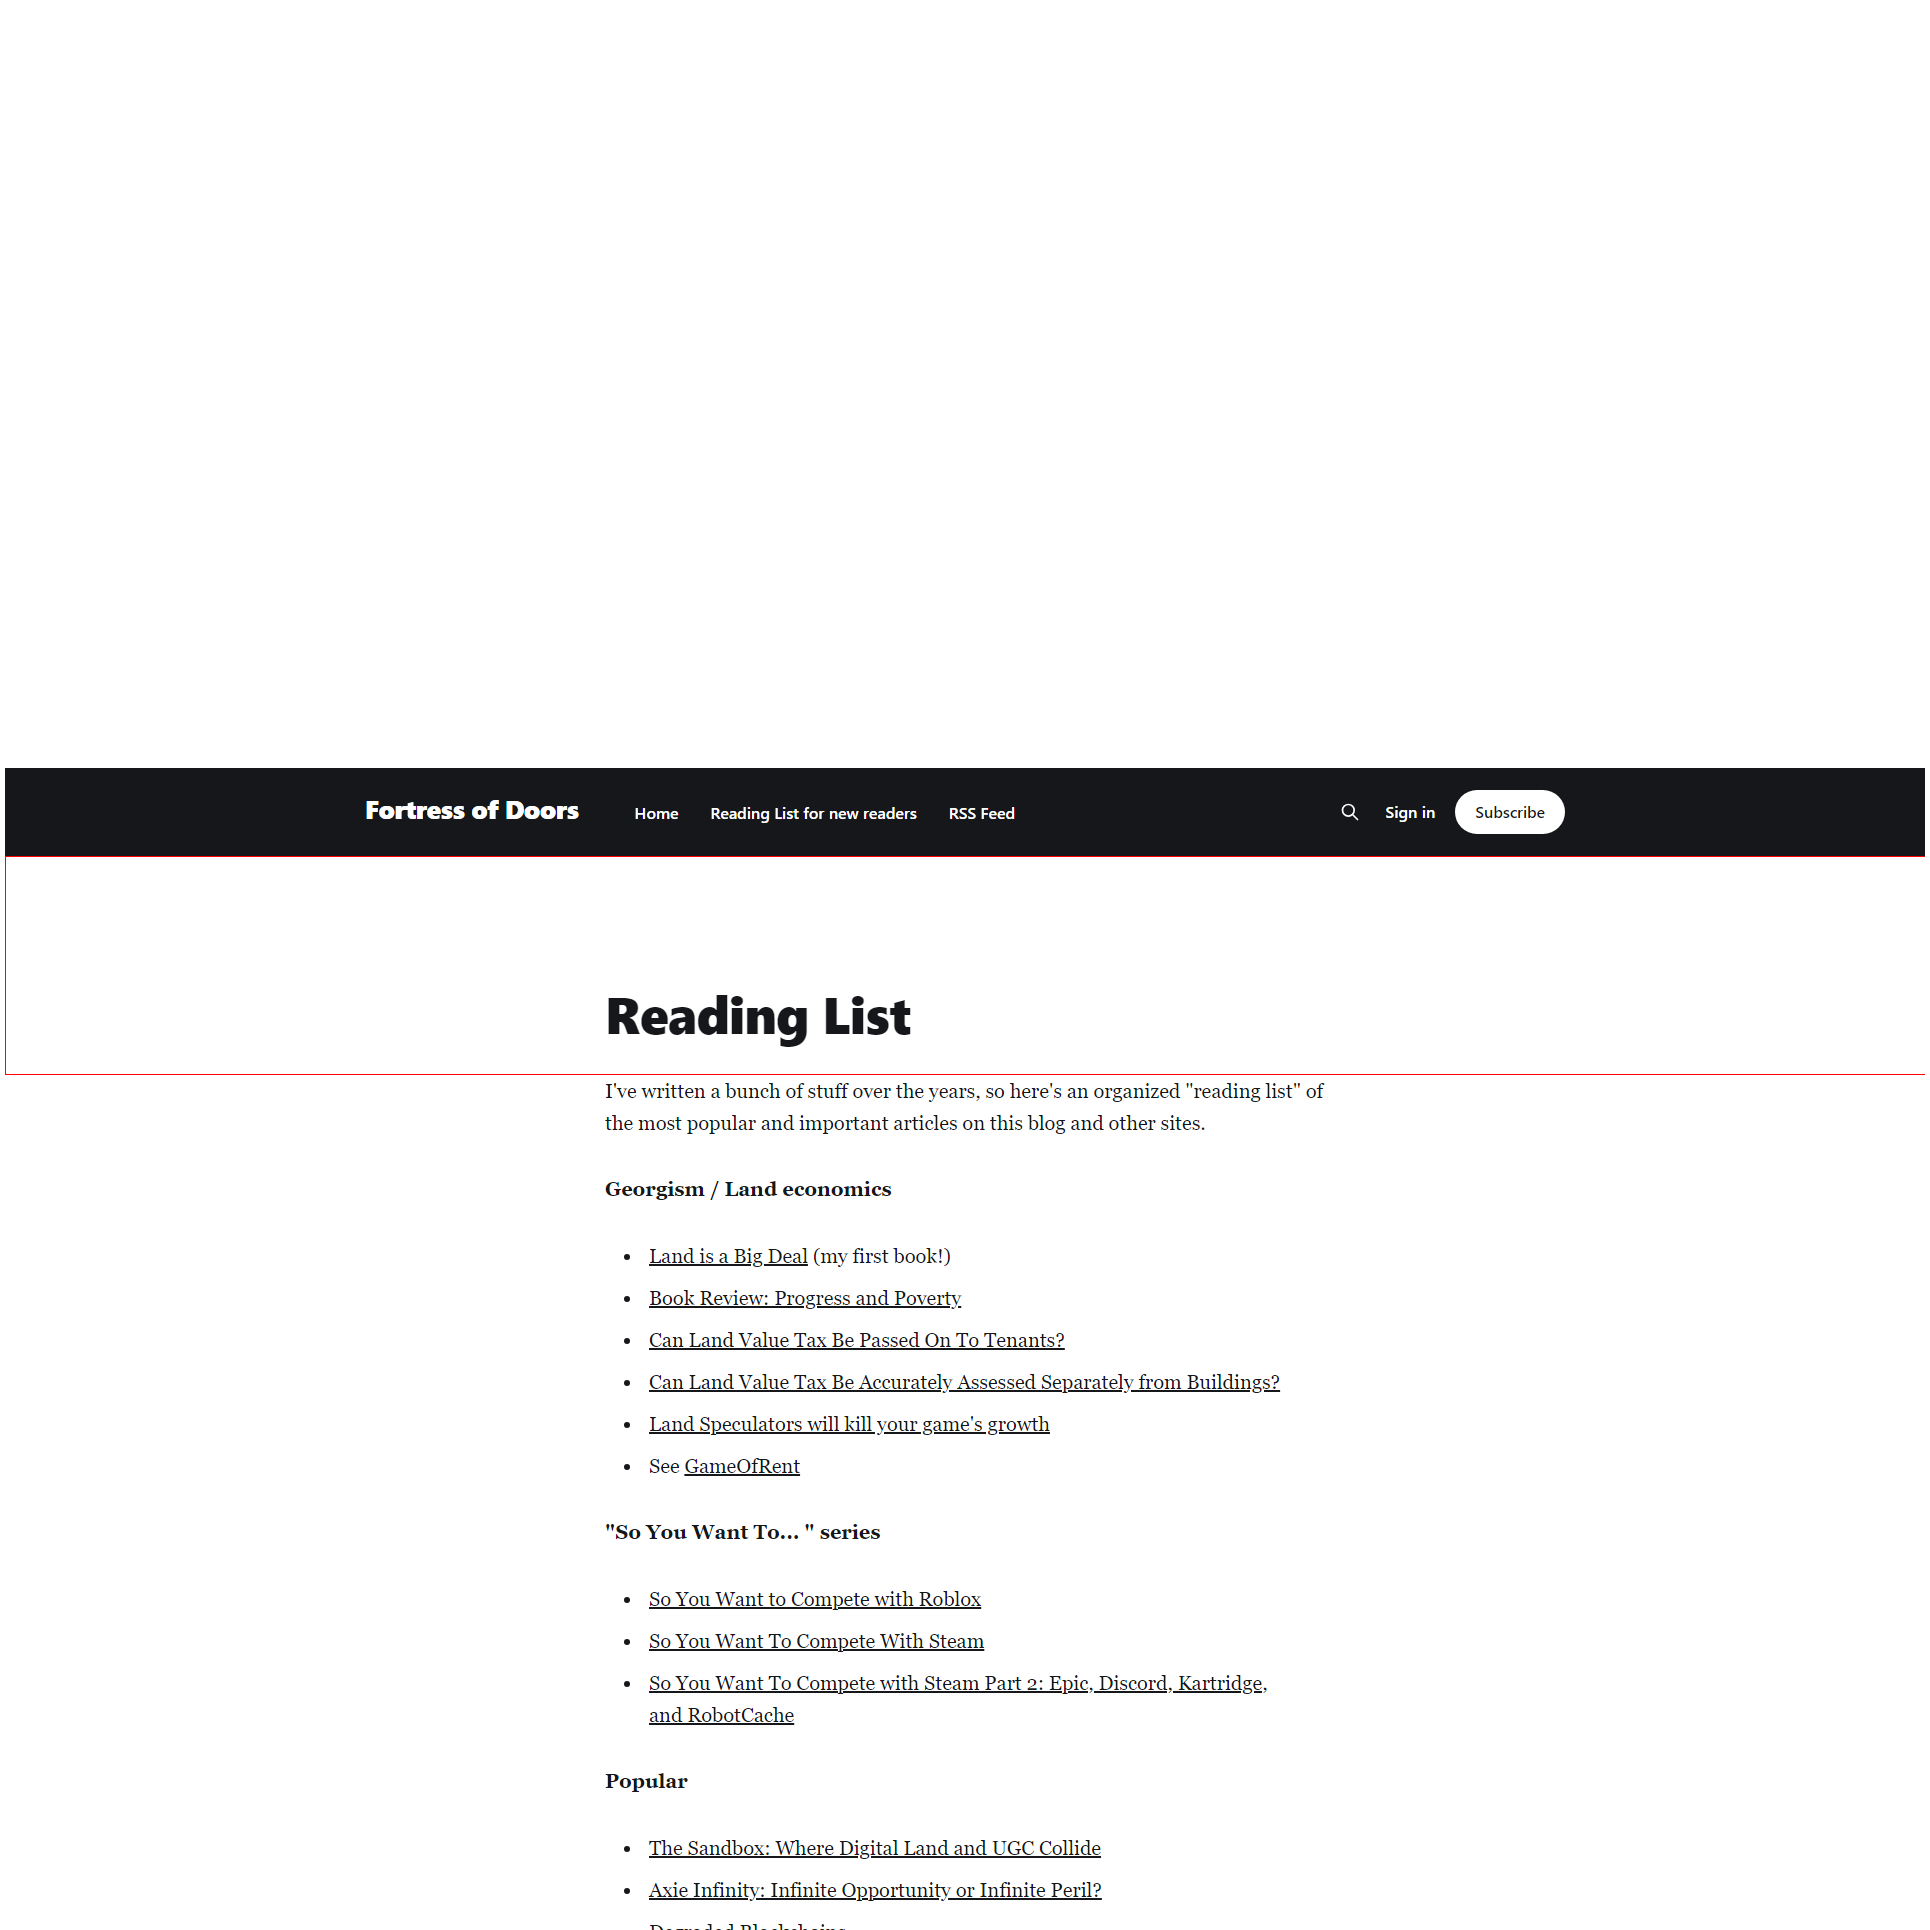 Fortress of Doors Home Reading List for new readers RSS Feed Sign in Subscribe
Reading List
I've written a bunch of stuff over the years, so here's an organized "reading list" of
the most popular and important articles on this blog and other sites.
Georgism / Land economics
• Land is a Big Deal (my first book!)
• Book Review: Progress and Poverty
• Can Land Value Tax Be Passed On To Tenants?
• Can Land Value Tax Be Accurately Assessed Separately from Buildings?
• Land Speculators will kill your game's growth
• See GameOfRent
"So You Want To... " series
• So You Want to Compete with Roblox
• So You Want To Compete With Steam
• So You Want To Compete with Steam Part 2: Epic, Discord, Kartridge,
and RobotCache
Popular
• The Sandbox: Where Digital Land and UGC Collide
• Axie Infinity: Infinite Opportunity or Infinite Peril?